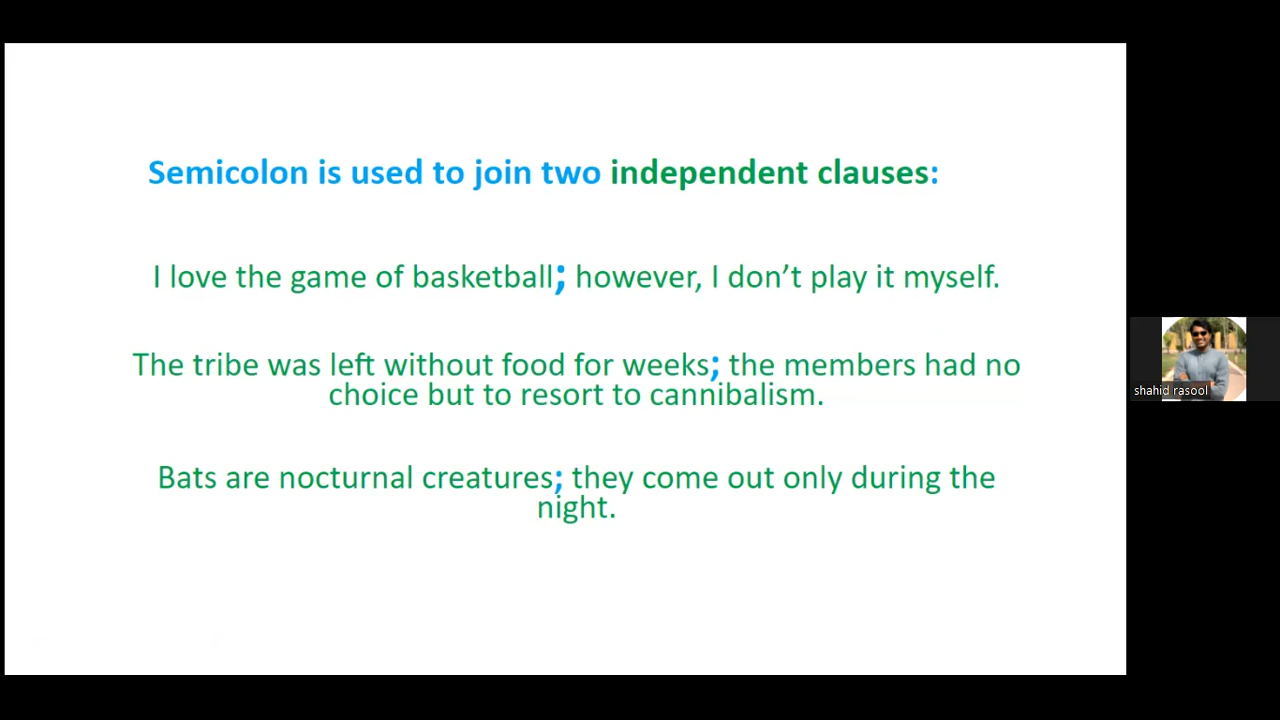 Semicolon is used to join two independent clauses:
I love the game of basketball; however, I don’t play it myself.
The tribe was left without food for weeks; the members had no
choice but to resort to cannibalism.
Bats are nocturnal creatures; they come out only during the
night.
shahid rasool